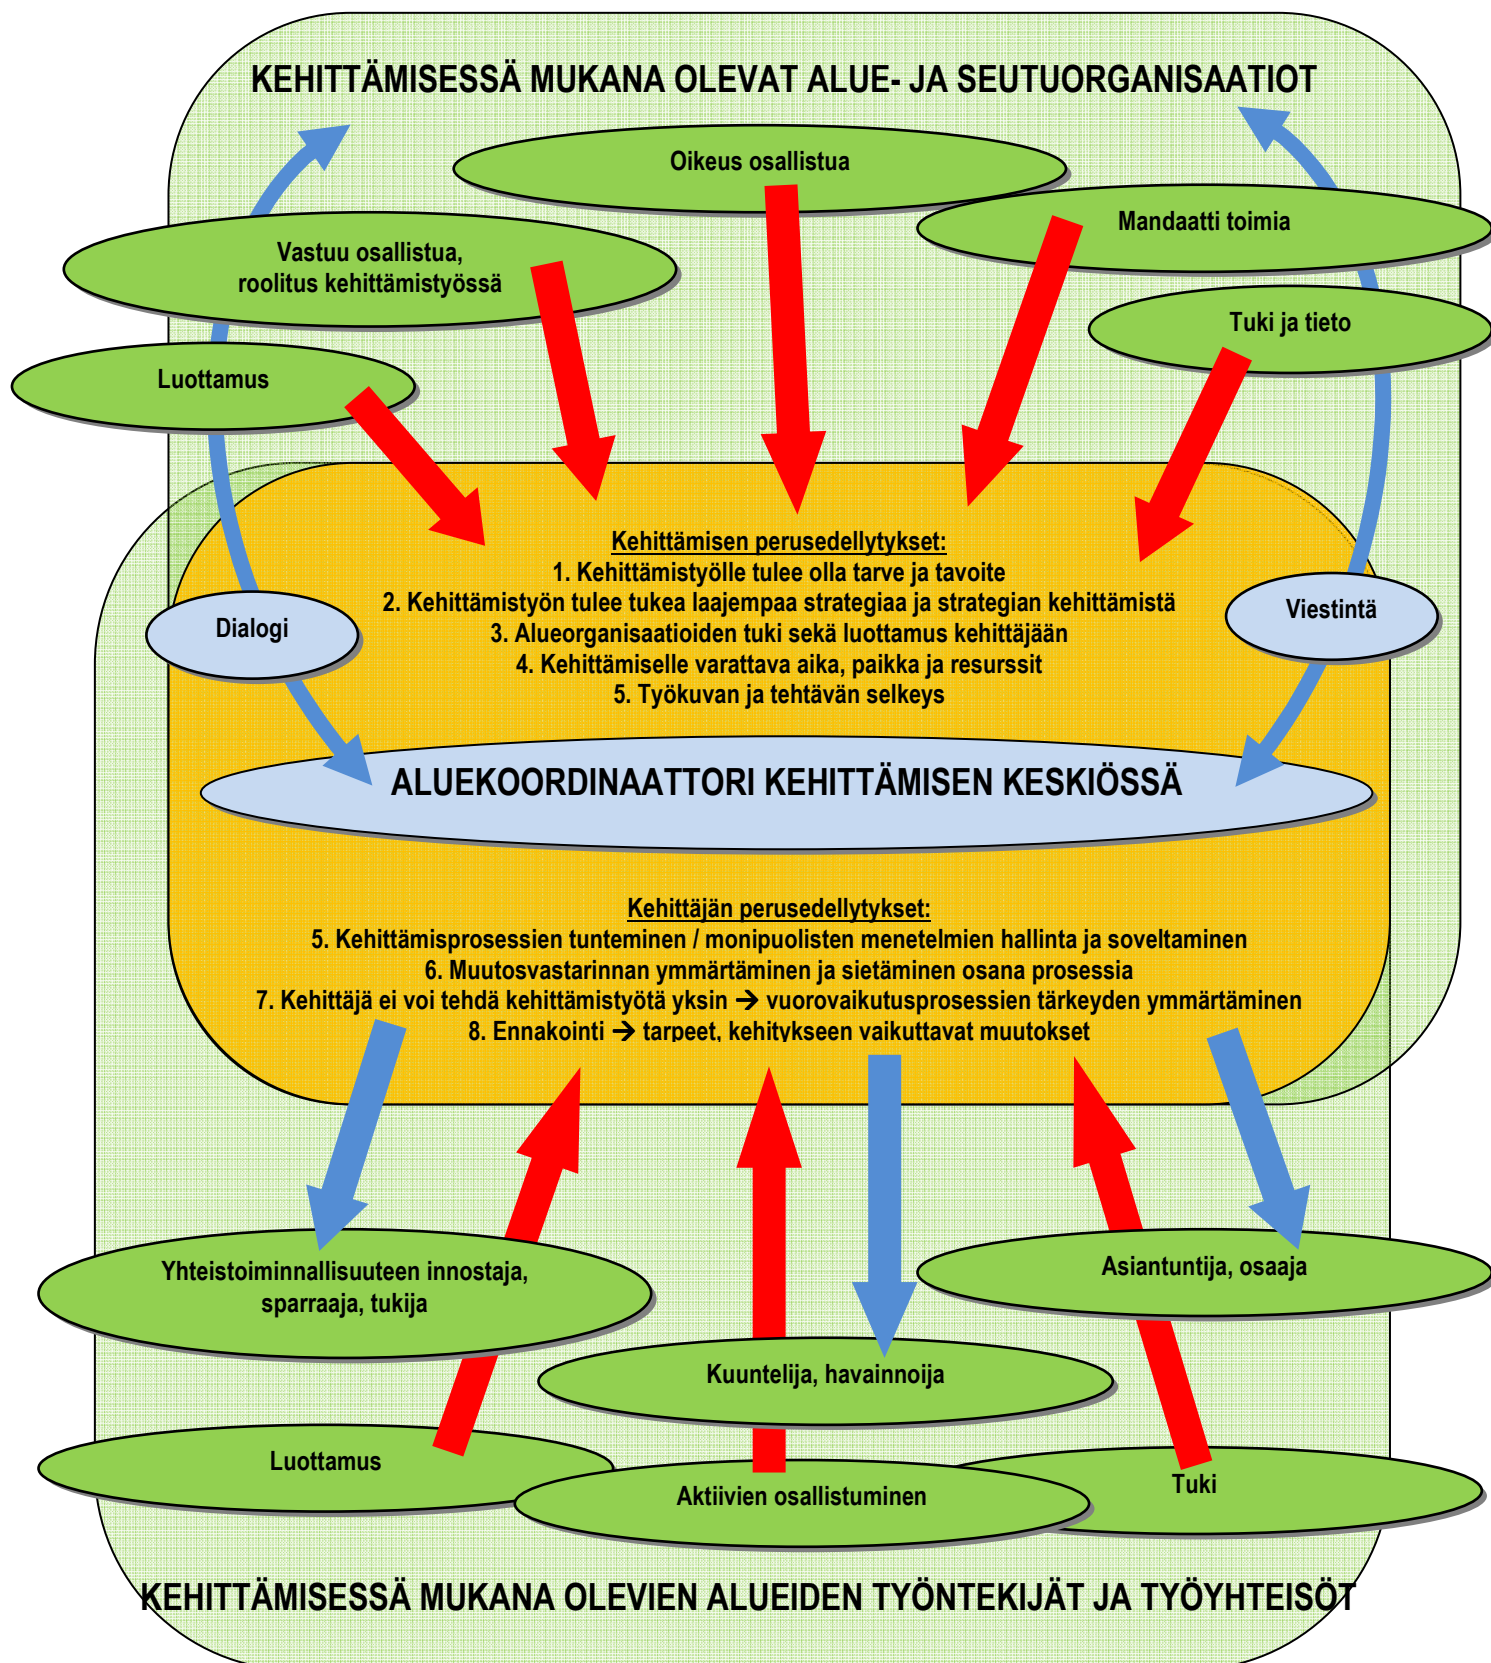 KEHITTÄMISESSÄ MUKANA OLEVAT ALUE- JA SEUTUORGANISAATIOT
Oikeus osallistua
Mandaatti toimia
Vastuu osallistua,
roolitus kehittämistyössä
Tuki ja tieto
Luottamus
Kehittämisen perusedellytykset:
1. Kehittämistyölle tulee olla tarve ja tavoite
2. Kehittämistyön tulee tukea laajempaa strategiaa ja strategian kehittämistä
3. Alueorganisaatioiden tuki sekä luottamus kehittäjään
4. Kehittämiselle varattava aika, paikka ja resurssit
5. Työkuvan ja tehtävän selkeys
Dialogi
Viestintä
ALUEKOORDINAATTORI KEHITTÄMISEN KESKIÖSSÄ
Kehittäjän perusedellytykset:
5. Kehittämisprosessien tunteminen / monipuolisten menetelmien hallinta ja soveltaminen
6. Muutosvastarinnan ymmärtäminen ja sietäminen osana prosessia
7. Kehittäjä ei voi tehdä kehittämistyötä yksin → vuorovaikutusprosessien tärkeyden ymmärtäminen
8. Ennakointi → tarpeet, kehitykseen vaikuttavat muutokset
Yhteistoiminnallisuuteen innostaja,
sparraaja, tukija
Asiantuntija, osaaja
Kuuntelija, havainnoija
Luottamus
Aktiivien osallistuminen
Tuki
KEHITTÄMISESSÄ MUKANA OLEVIEN ALUEIDEN TYÖNTEKIJÄT JA TYÖYHTEISÖT